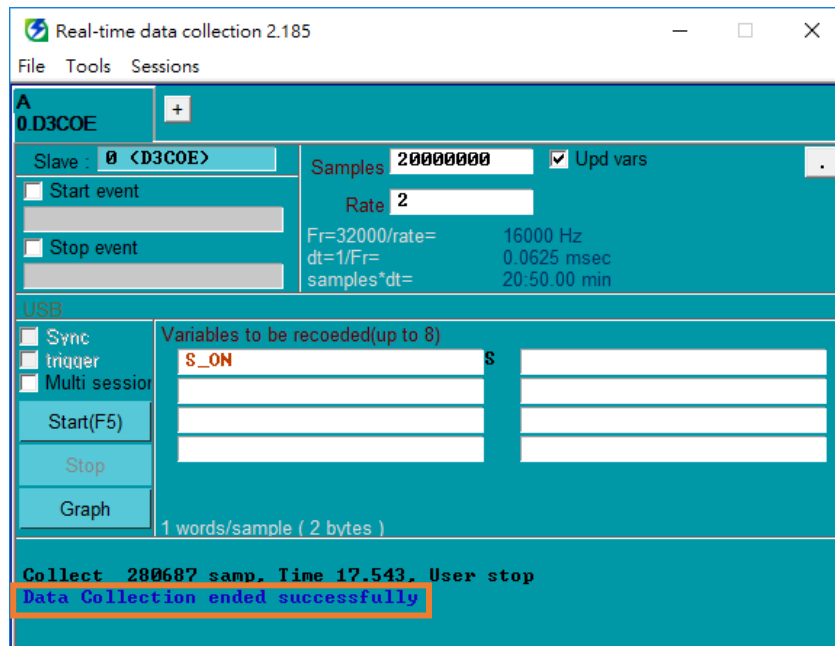 Real-time data collection 2.185
File Tools Sessions
A
0.D3COE
+
Slave : 0 (D3COE)
Start event
Stop event
Samples 20000000
Upd vars
.
Rate 2
Fr=32000/rate= 16000 Hz
dt=1/Fr= 0.0625 msec
samples*dt= 20:50.00 min
USB
Sync
trigger
Multi session
Start(F5)
Stop
Graph
Variables to be recoeded(up to 8)
S_ON S
1 words/sample ( 2 bytes )
Collect 280687 samp, Time 17.543, User stop
Data Collection ended successfully